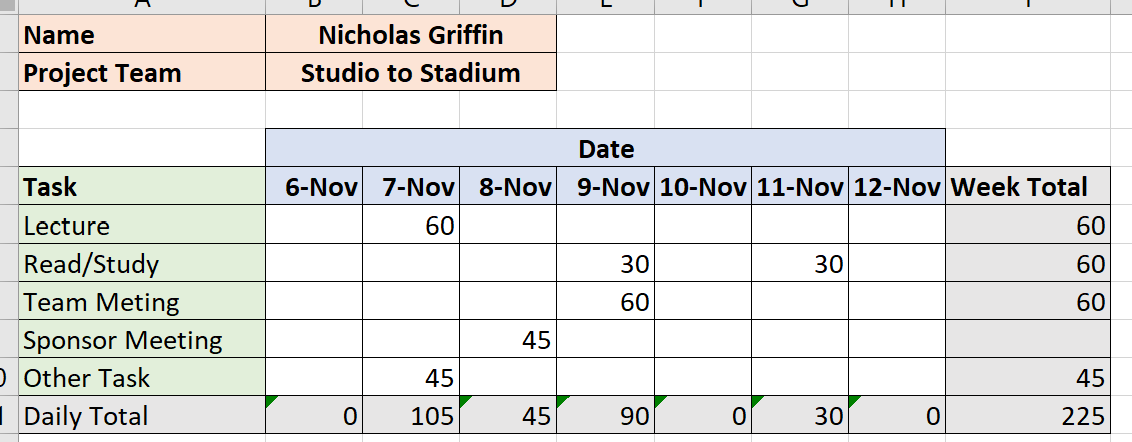 Name Nicholas Griffin
Project Team Studio to Stadium
Date
Task 6-Nov 7-Nov 8-Nov 9-Nov 10-Nov 11-Nov 12-Nov Week Total
Lecture 60 60
Read/Study 30 30 60
Team Meting 60 60
Sponsor Meeting 45
Other Task 45 45
Daily Total 0 105 45 90 0 30 0 225